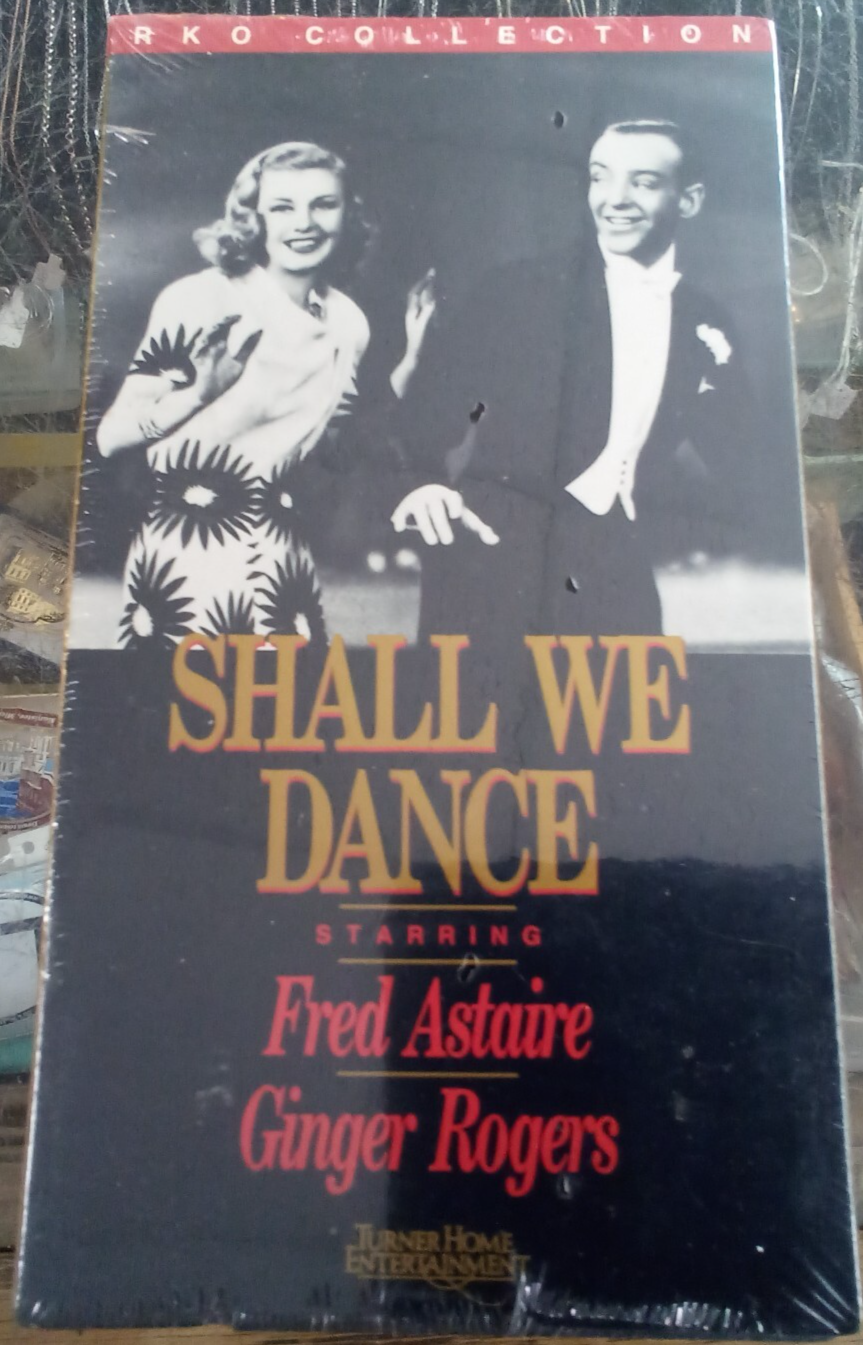 RKO COLLECTION
SHALL WE
DANCE
STARRING
Fred Astaire
Ginger Rogers
TURNER HOME
ENTERTAINMENT